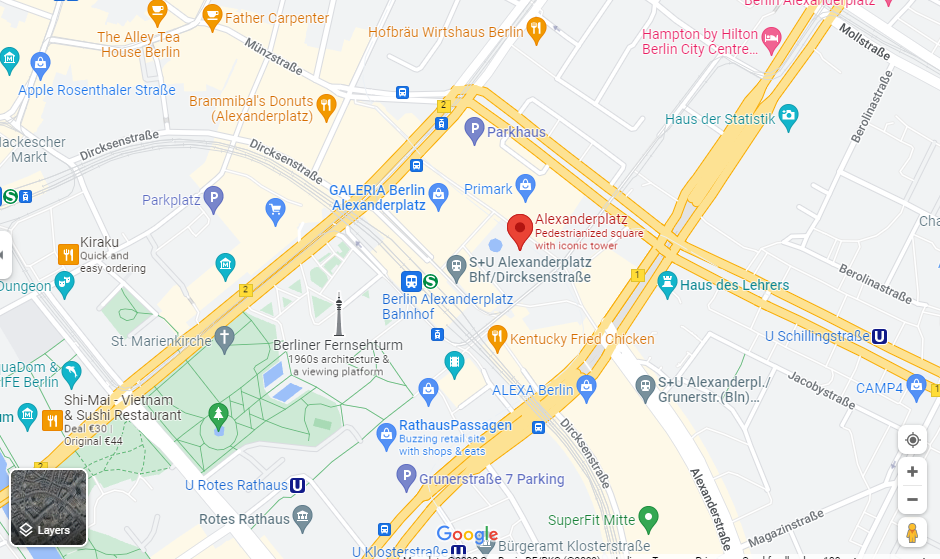 Berlin Alexanderplatz
Father Carpenter
The Alley Tea
House Berlin
Hofbräu Wirtshaus Berlin
Hampton by Hilton
Berlin City Centre...
Mollstraße
Münzstraße
Apple Rosenthaler Straße
Brammibal's Donuts
(Alexanderplatz)
2
P
Parkhaus
Haus der Statistik
Berolinastraße
Hackescher
Markt
Dircksenstraße
Dircksenstraße
S
Parkplatz
P
GALERIA Berlin
Alexanderplatz
Primark
Alexanderplatz
Pedestrianized square
with iconic tower
Kiraku
Quick and
easy ordering
S+U Alexanderplatz
Bhf/Dircksenstraße
1
Berolinastraße
Dungeon
2
S
Berlin Alexanderplatz
Bahnhof
Haus des Lehrers
St. Marienkirche
Berliner Fernsehturm
1960s architecture &
a viewing platform
Kentucky Fried Chicken
U Schillingstraße
U
Jacobystraße
ALEXA Berlin
S+U Alexanderpl./
Grunerstr.(Bln)...
CAMP4
Shi-Mai - Vietnam
& Sushi Restaurant
Deal €30
Original €44
RathausPassagen
Buzzing retail site
with shops & eats
Dircksenstraße
2
P
Grunerstraße 7 Parking
U Rotes Rathaus
U
Alexanderstraße
Layers
Rotes Rathaus
SuperFit Mitte
Magazinstraße
Google
Bürgeramt Klosterstraße
U Klosterstraße
U